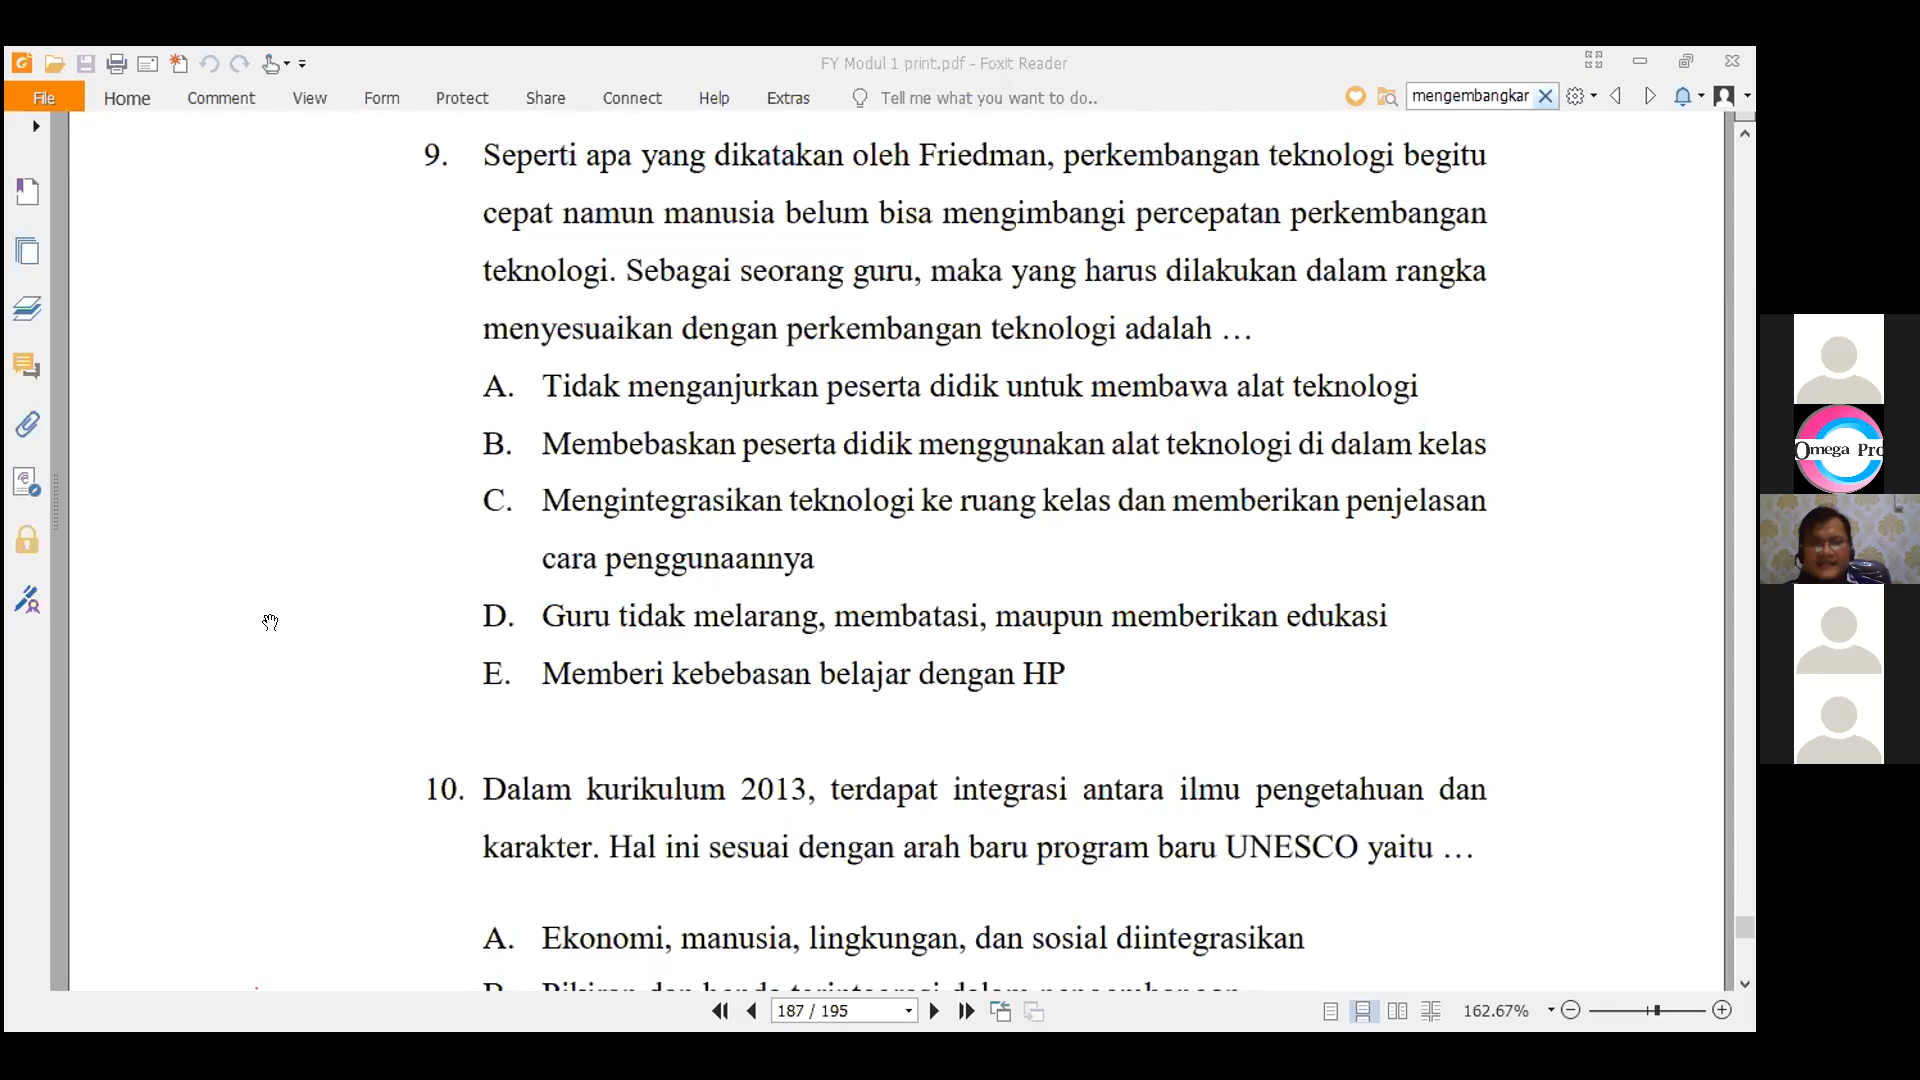 FY Modul 1 print.pdf - Foxit Reader
File Home Comment View Form Protect Share Connect Help Extras Tell me what you want to do.. mengembangkar
9. Seperti apa yang dikatakan oleh Friedman, perkembangan teknologi begitu
cepat namun manusia belum bisa mengimbangi percepatan perkembangan
teknologi. Sebagai seorang guru, maka yang harus dilakukan dalam rangka
menyesuaikan dengan perkembangan teknologi adalah …
A. Tidak menganjurkan peserta didik untuk membawa alat teknologi
B. Membebaskan peserta didik menggunakan alat teknologi di dalam kelas
C. Mengintegrasikan teknologi ke ruang kelas dan memberikan penjelasan
cara penggunaannya
D. Guru tidak melarang, membatasi, maupun memberikan edukasi
E. Memberi kebebasan belajar dengan HP
10. Dalam kurikulum 2013, terdapat integrasi antara ilmu pengetahuan dan
karakter. Hal ini sesuai dengan arah baru program baru UNESCO yaitu …
A. Ekonomi, manusia, lingkungan, dan sosial diintegrasikan
187 / 195
162.67%
Omega Pro